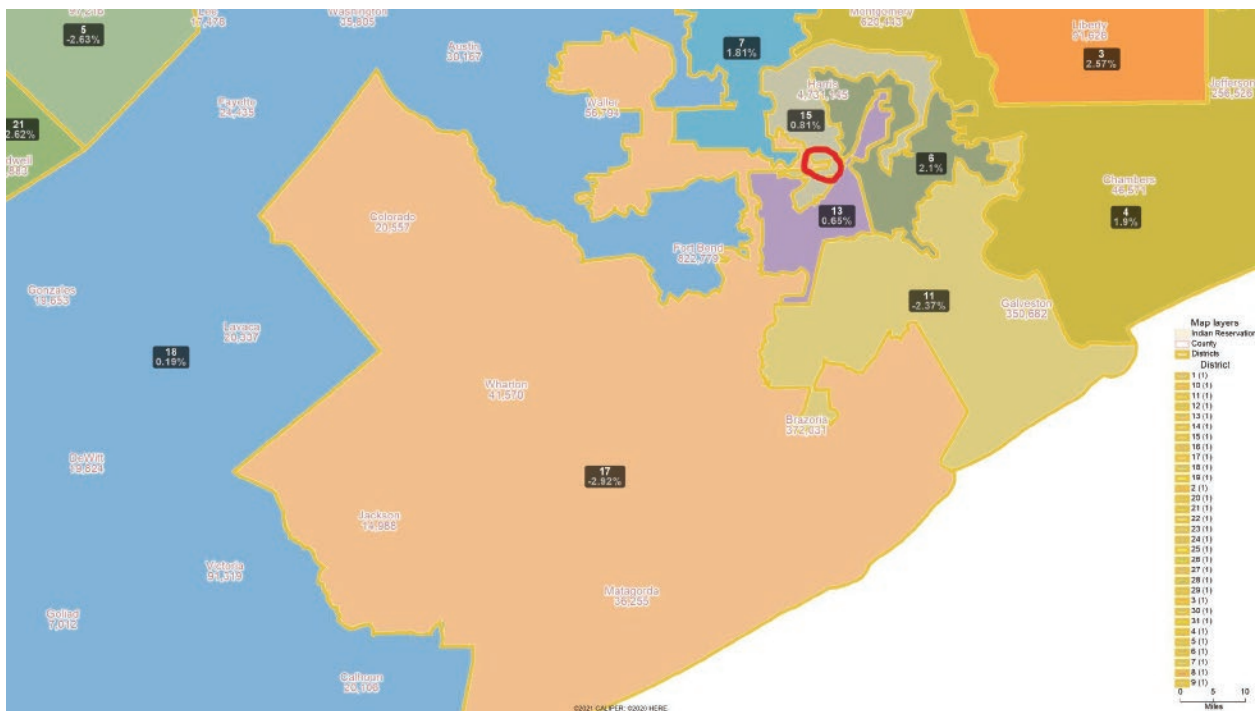 5
-2.63%
Lee
17,478
Washington
39,805
Austin
30,167
7
1.81%
Montgomery
620,443
Liberty
91,628
3
2.57%
Jefferson
256,526
Harris
4,731,145
15
0.81%
Waller
56,794
Fayette
24,435
21
2.62%
6
2.1%
Chambers
46,571
4
1.9%
13
0.65%
Colorado
20,557
Fort Bend
822,779
Gonzales
19,653
Lavaca
20,337
18
0.19%
11
-2.37%
Galveston
350,682
Wharton
41,570
Brazoria
372,031
DeWitt
19,824
17
-2.92%
Jackson
14,988
Victoria
91,319
Matagorda
36,255
Goliad
7,012
Calhoun
20,106
Map layers
Indian Reservation
County
Districts
District
1 (1)
10 (1)
11 (1)
12 (1)
13 (1)
14 (1)
15 (1)
16 (1)
17 (1)
18 (1)
19 (1)
2 (1)
20 (1)
21 (1)
22 (1)
23 (1)
24 (1)
25 (1)
26 (1)
27 (1)
28 (1)
29 (1)
3 (1)
30 (1)
31 (1)
4 (1)
5 (1)
6 (1)
7 (1)
8 (1)
9 (1)
0 5 10
Miles
©2021 CALIPER; ©2020 HERE